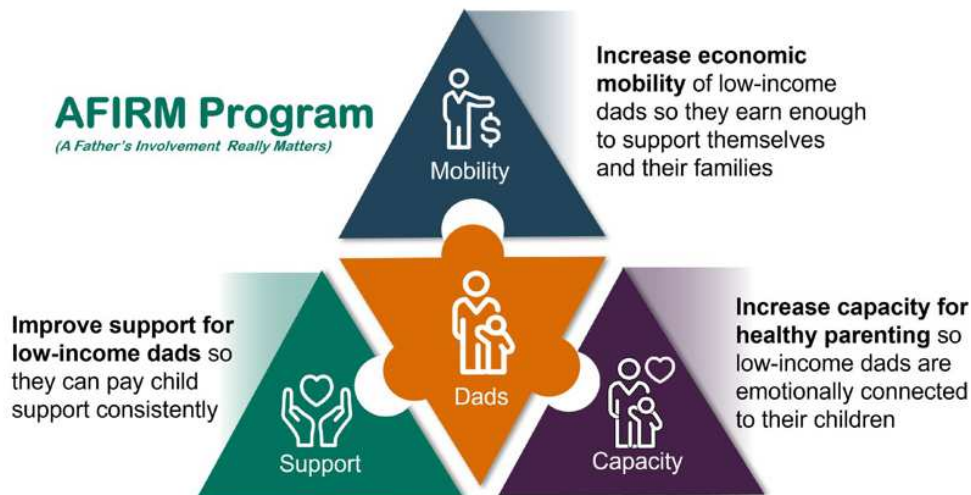 AFIRM Program
(A Father's Involvement Really Matters)
Increase economic
mobility of low-income
dads so they earn enough
to support themselves
and their families
$
Mobility
Improve support for
low-income dads so
they can pay child
support consistently
Dads
Increase capacity for
healthy parenting so
low-income dads are
emotionally connected
to their children
Support
Capacity